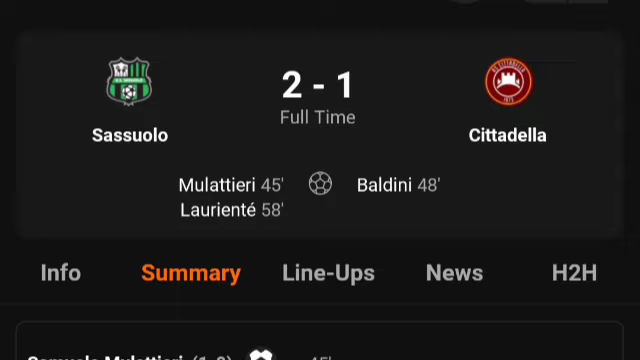 2 - 1
Full Time
Sassuolo
Cittadella
Mulattieri 45' Baldini 48'
Laurienté 58'
Info Summary Line-Ups News H2H